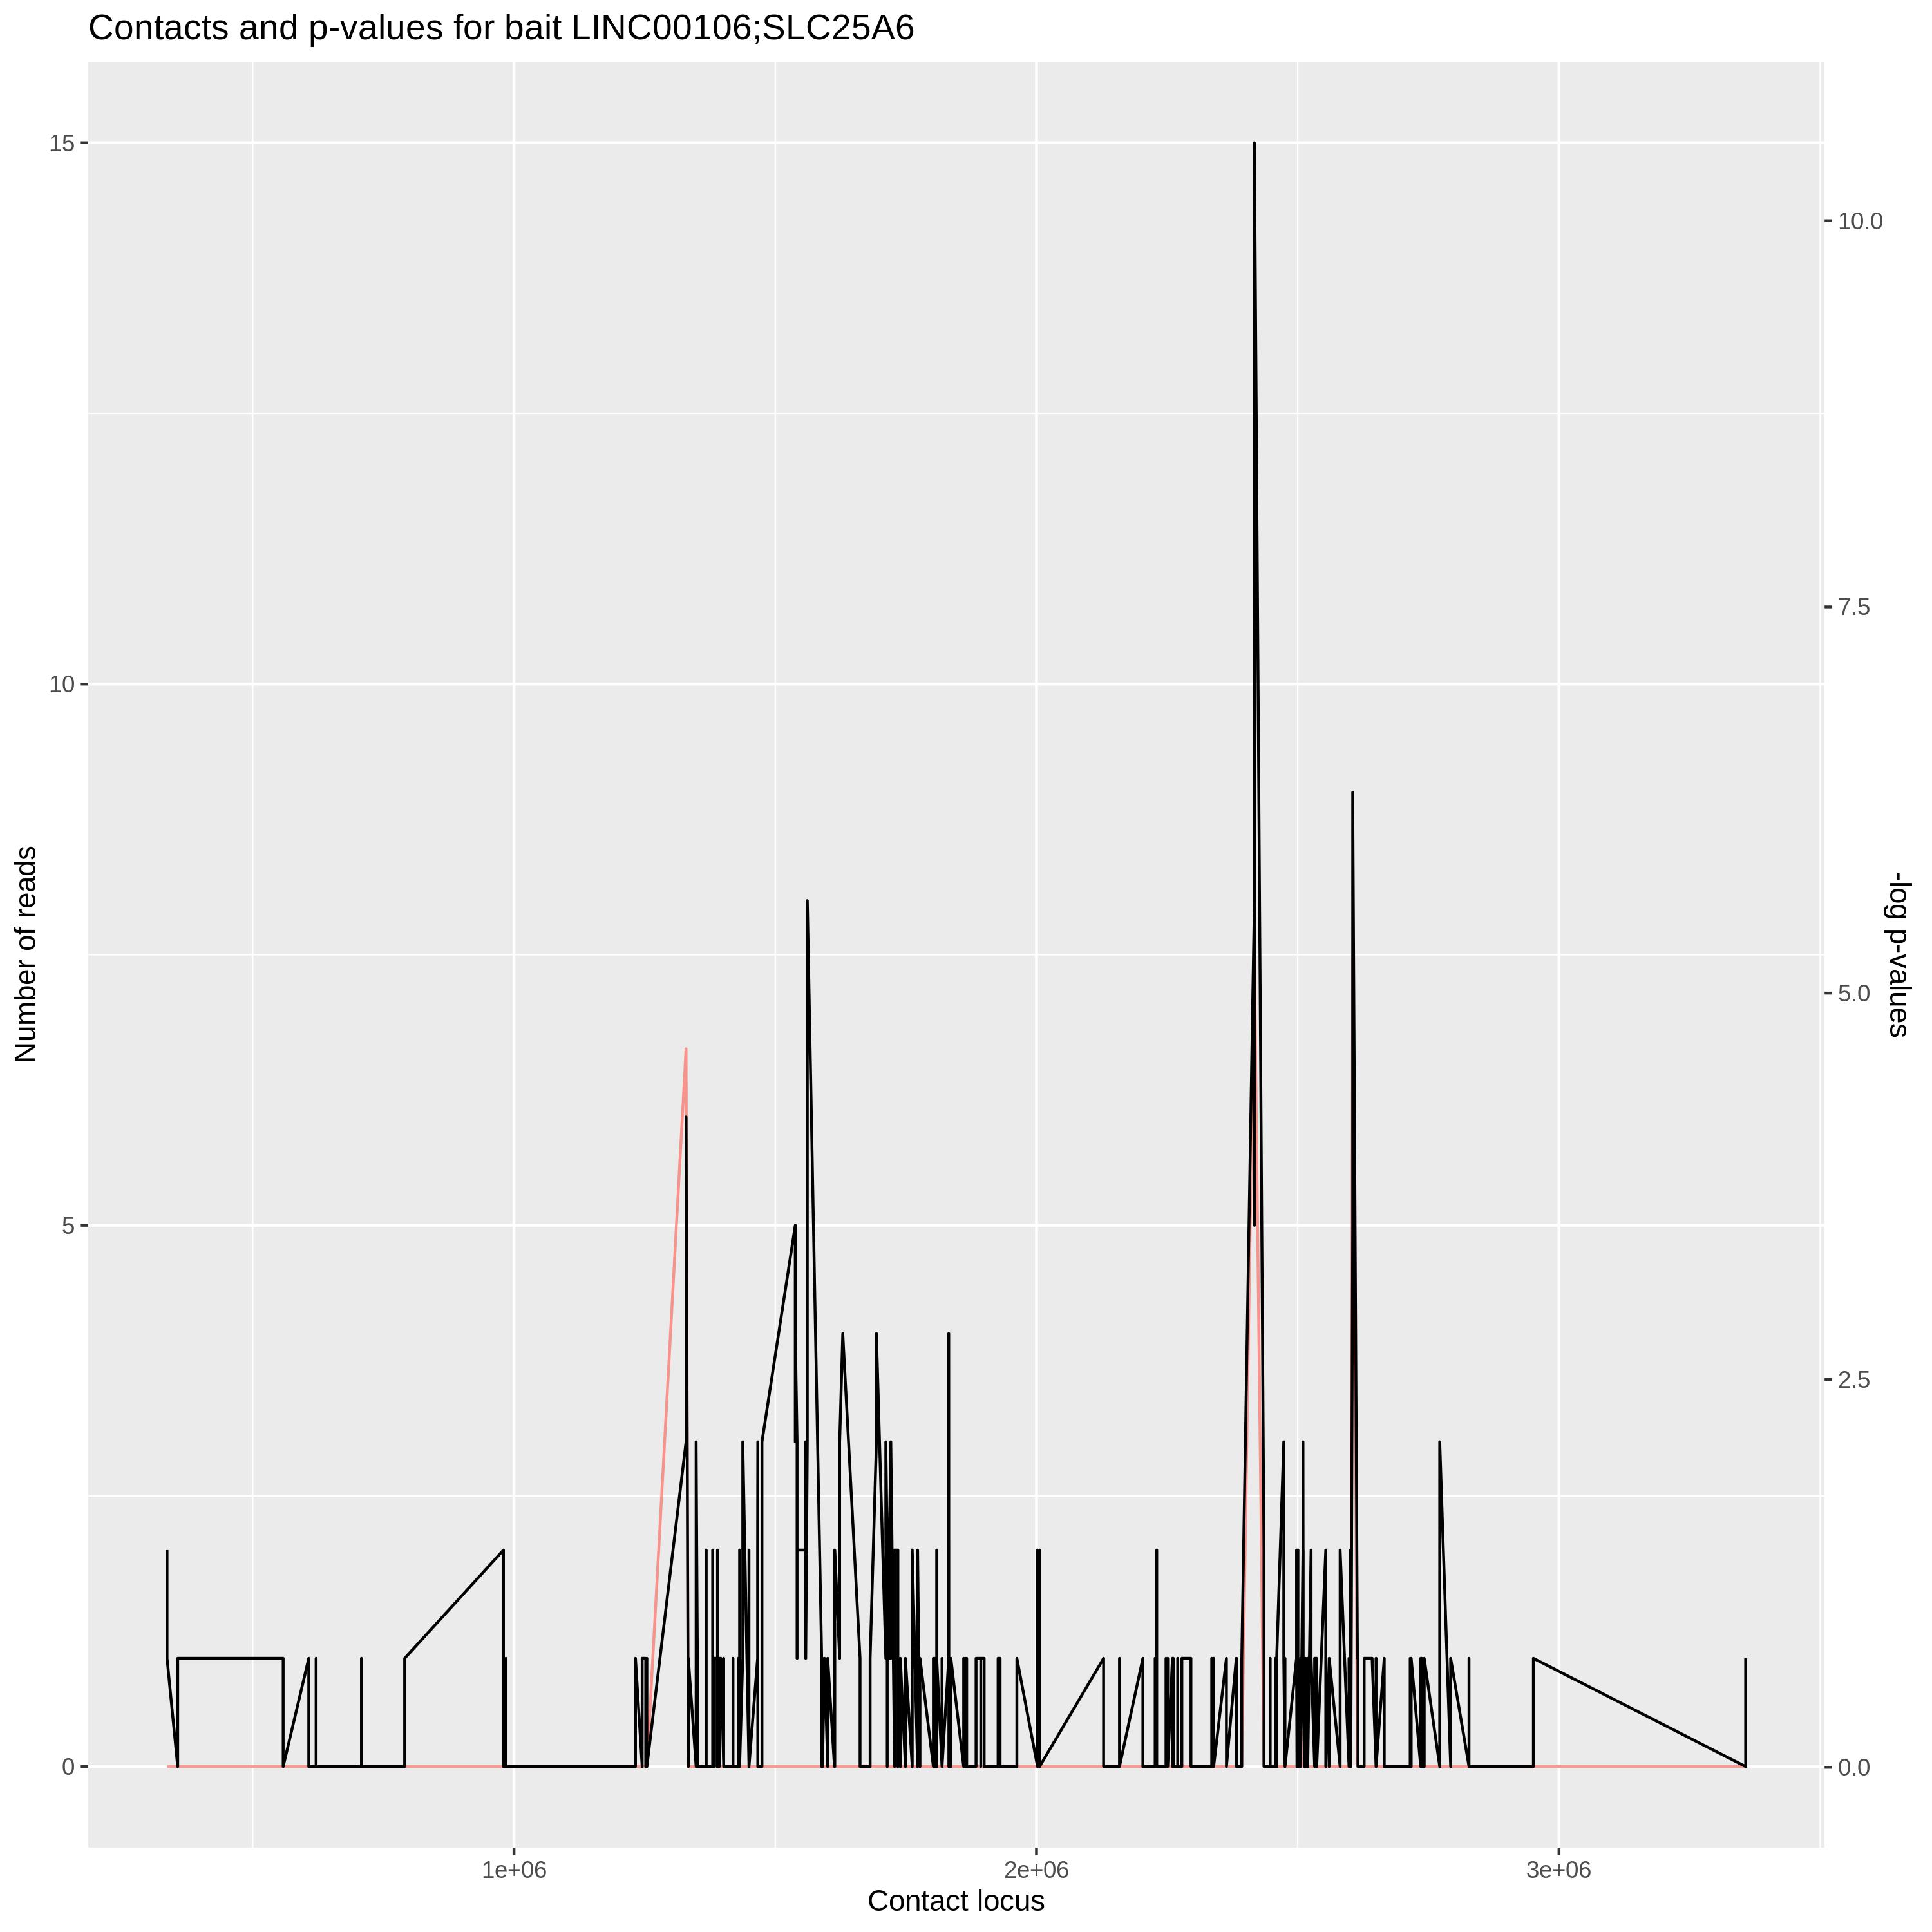 Contacts and p-values for bait LINC00106;SLC25A6
15
10
5
0
Number of reads
10.0
7.5
5.0
2.5
0.0
-log p-values
1e+06
2e+06
3e+06
Contact locus